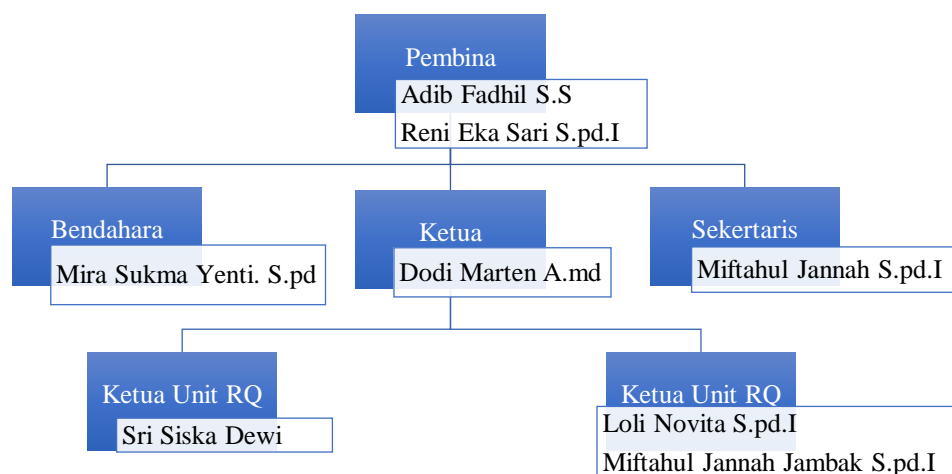 Pembina
Adib Fadhil S.S
Reni Eka Sari S.pd.I
Bendahara
Mira Sukma Yenti. S.pd
Ketua
Dodi Marten A.md
Sekertaris
Miftahul Jannah S.pd.I
Ketua Unit RQ
Sri Siska Dewi
Ketua Unit RQ
Loli Novita S.pd.I
Miftahul Jannah Jambak S.pd.I